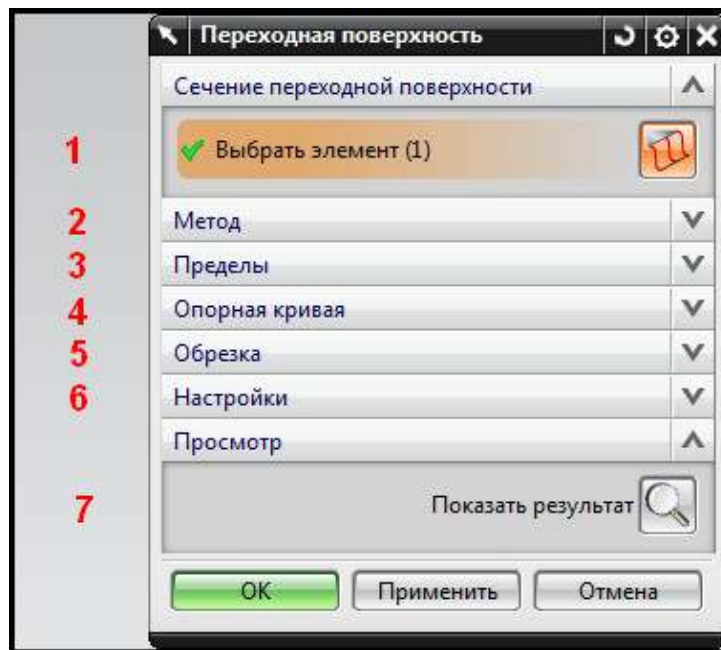 Переходная поверхность
Сечение переходной поверхности
1 Выбрать элемент (1)
2 Метод
3 Пределы
4 Опорная кривая
5 Обрезка
6 Настройки
Просмотр
7 Показать результат
OK Применить Отмена